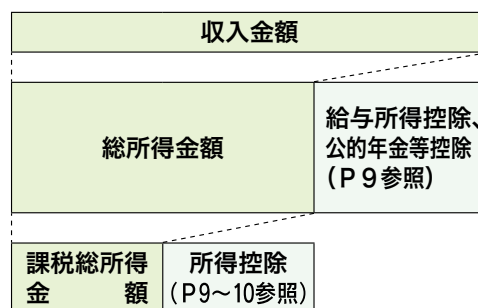 収入金額
総所得金額
給与所得控除、
公的年金等控除
（Ｐ９参照）
課税総所得
金　　　額
所得控除
（P9～10参照）